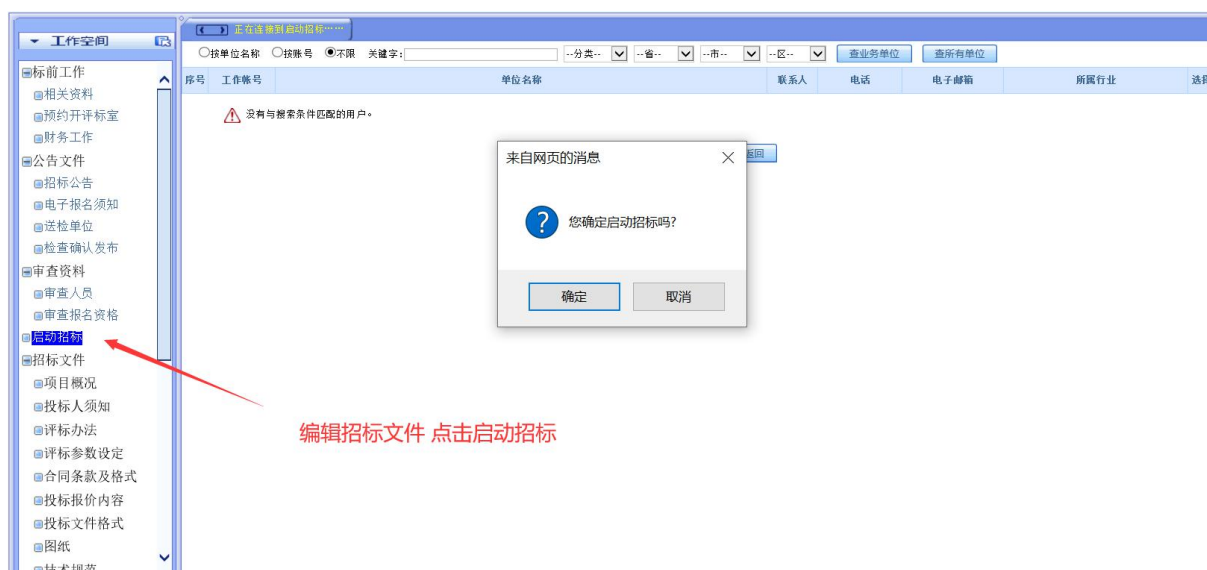 工作空间
标前工作
相关资料
预约开评标室
财务工作
公告文件
招标公告
电子报名须知
送检单位
检查确认发布
审查资料
审查人员
审查报名资格
启动招标
招标文件
项目概况
投标人须知
评标办法
评标参数设定
合同条款及格式
投标报价内容
投标文件格式
图纸
技术规范
正在连接到启动招标……
按单位名称 按账号 不限 关键字: --分类-- --省-- --市-- --区-- 查业务单位 查所有单位
序号 工作帐号 单位名称 联系人 电话 电子邮箱 所属行业 选择
没有与搜索条件匹配的用户。
返回
来自网页的消息
您确定启动招标吗?
确定 取消
编辑招标文件 点击启动招标